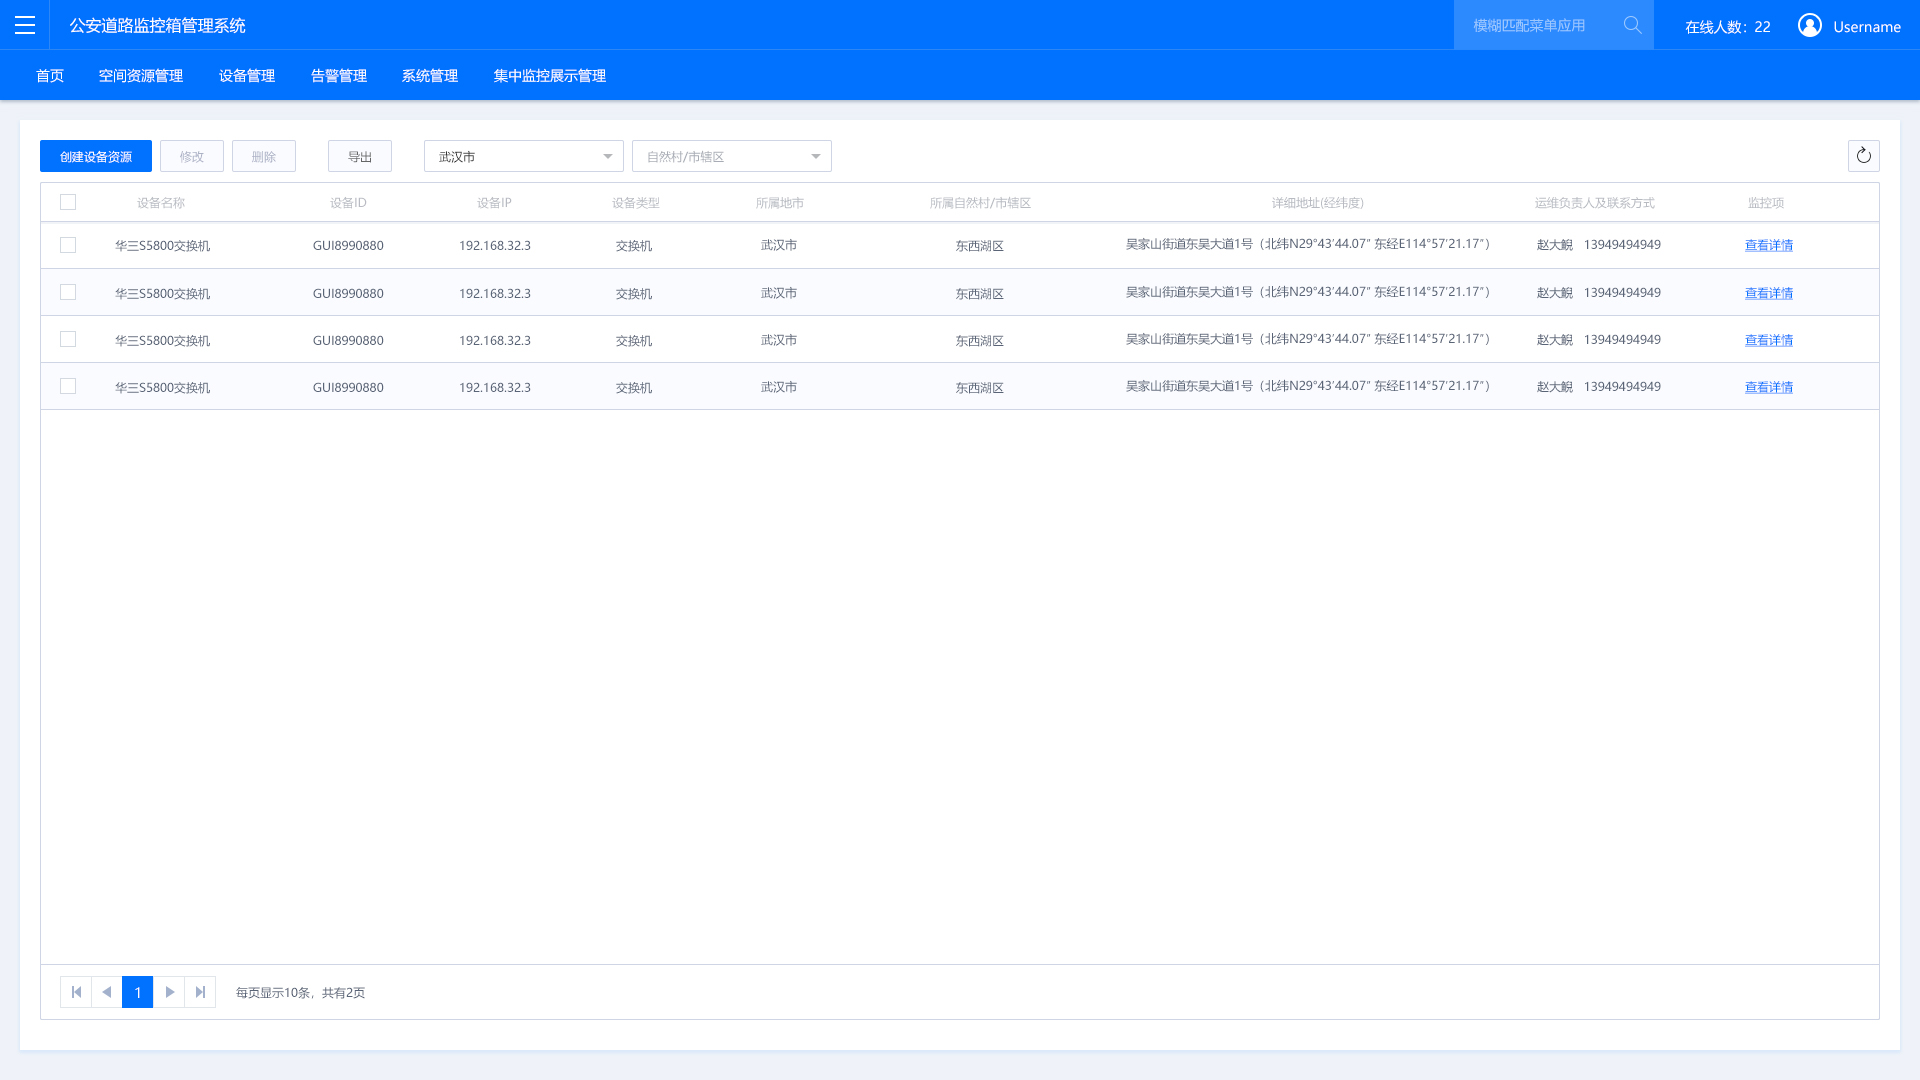 公安道路监控箱管理系统
模糊匹配菜单应用
在线人数：22
Username
首页 空间资源管理 设备管理 告警管理 系统管理 集中监控展示管理
创建设备资源 修改 删除 导出 武汉市 自然村/市辖区
设备名称 设备ID 设备IP 设备类型 所属地市 所属自然村/市辖区 详细地址(经纬度) 运维负责人及联系方式 监控项
华三S5800交换机 GUI8990880 192.168.32.3 交换机 武汉市 东西湖区 吴家山街道东吴大道1号（北纬N29°43′44.07″ 东经E114°57′21.17″） 赵大鲵 13949494949 查看详情
华三S5800交换机 GUI8990880 192.168.32.3 交换机 武汉市 东西湖区 吴家山街道东吴大道1号（北纬N29°43′44.07″ 东经E114°57′21.17″） 赵大鲵 13949494949 查看详情
华三S5800交换机 GUI8990880 192.168.32.3 交换机 武汉市 东西湖区 吴家山街道东吴大道1号（北纬N29°43′44.07″ 东经E114°57′21.17″） 赵大鲵 13949494949 查看详情
华三S5800交换机 GUI8990880 192.168.32.3 交换机 武汉市 东西湖区 吴家山街道东吴大道1号（北纬N29°43′44.07″ 东经E114°57′21.17″） 赵大鲵 13949494949 查看详情
1 每页显示10条，共有2页